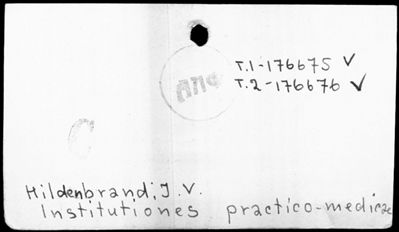 T.1-176675 V
T.2-176676 V
Hildenbrand, J. V.
Institutiones practico-medicae